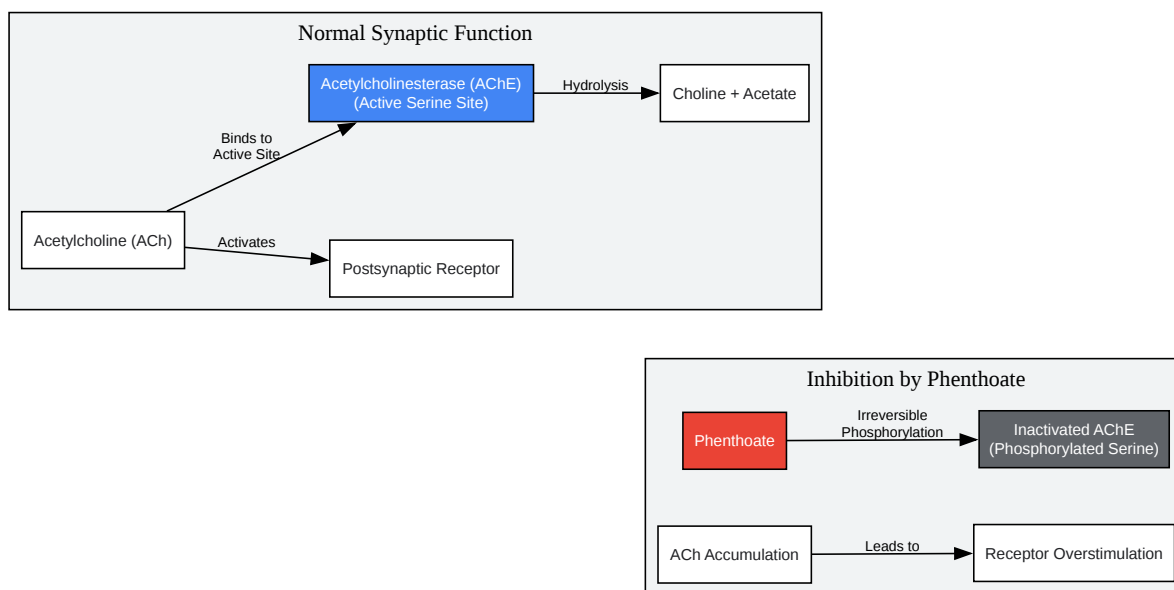 Normal Synaptic Function
Acetylcholinesterase (AChE)
(Active Serine Site)
Hydrolysis
Choline + Acetate
Binds to
Active Site
Acetylcholine (ACh)
Activates
Postsynaptic Receptor
Inhibition by Phenthoate
Phenthoate
Irreversible
Phosphorylation
Inactivated AChE
(Phosphorylated Serine)
ACh Accumulation
Leads to
Receptor Overstimulation